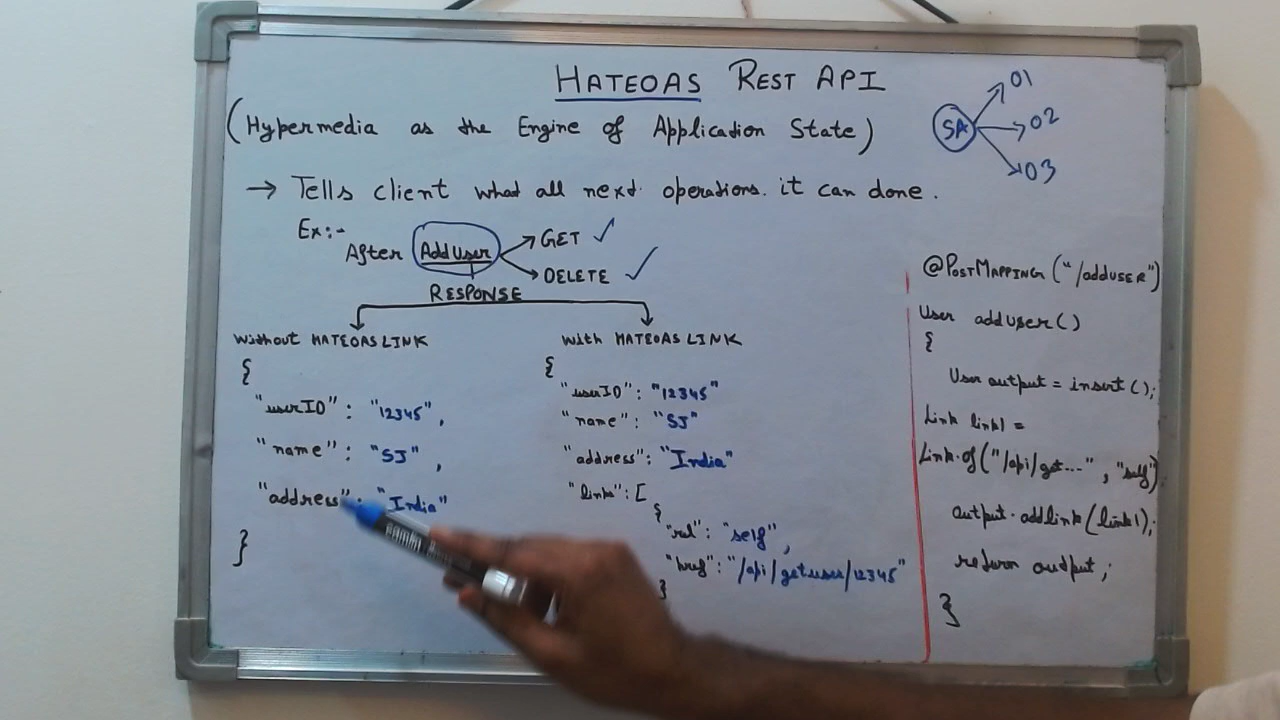 HATEOAS REST API
(Hypermedia as the Engine of Application State)
SA
01
02
03
→ Tells client what all next operations it can done.
Ex:-
After AddUser
GET ✓
DELETE ✓
RESPONSE
without HATEOAS LINK
{
"userID": "12345",
"name": "SJ",
"address": "India"
}
with HATEOAS LINK
{
"userID": "12345"
"name": "SJ"
"address": "India"
"links": [
{
"rel": "self",
"href": "/api/getuser/12345"
}
@POSTMAPPING("/addUSER")
User addUser()
{
User output = insert();
Link link1 =
Link.of("/api/get...", "self")
output.addlink(link1);
return output;
}